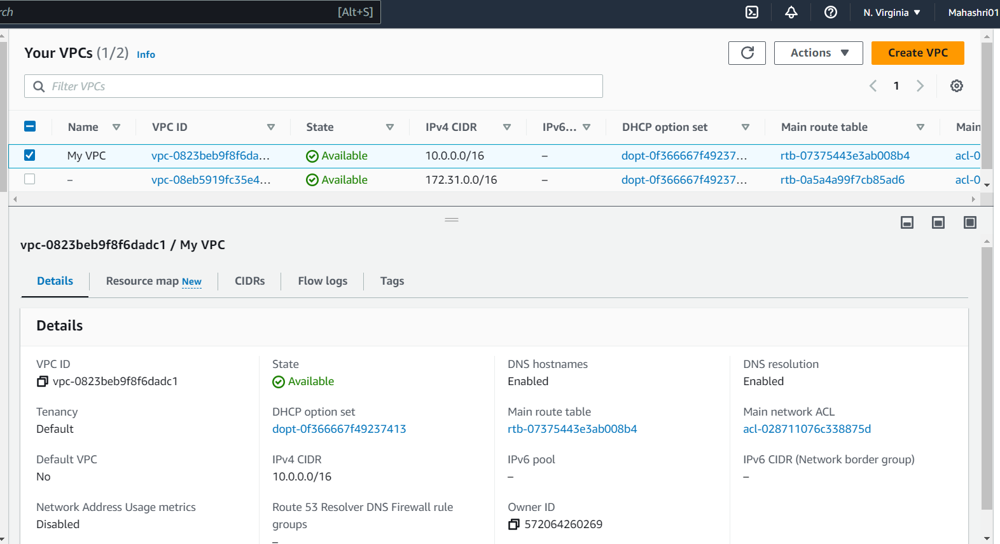 rch [Alt+S] N. Virginia Mahashri01
Your VPCs (1/2) Info Actions Create VPC
Filter VPCs 1
Name VPC ID State IPv4 CIDR IPv6... DHCP option set Main route table Main
My VPC vpc-0823beb9f8f6da... Available 10.0.0.0/16 – dopt-0f366667f49237... rtb-07375443e3ab008b4 acl-0
– vpc-08eb5919fc35e4... Available 172.31.0.0/16 – dopt-0f366667f49237... rtb-0a5a4a99f7cb85ad6 acl-0
vpc-0823beb9f8f6dadc1 / My VPC
Details Resource map New CIDRs Flow logs Tags
Details
VPC ID State DNS hostnames DNS resolution
vpc-0823beb9f8f6dadc1 Available Enabled Enabled
Tenancy DHCP option set Main route table Main network ACL
Default dopt-0f366667f49237413 rtb-07375443e3ab008b4 acl-028711076c338875d
Default VPC IPv4 CIDR IPv6 pool IPv6 CIDR (Network border group)
No 10.0.0.0/16 – –
Network Address Usage metrics Route 53 Resolver DNS Firewall rule Owner ID
Disabled groups 572064260269
–